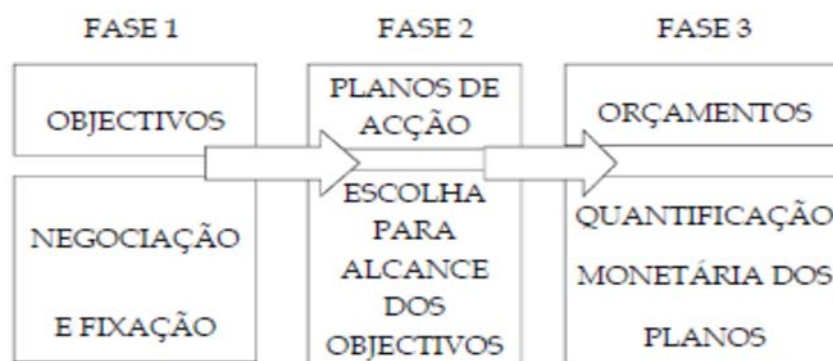 FASE 1
OBJECTIVOS
NEGOCIAÇÃO
E FIXAÇÃO
FASE 2
PLANOS DE
ACÇÃO
ESCOLHA
PARA
ALCANCE
DOS
OBJECTIVOS
FASE 3
ORÇAMENTOS
QUANTIFICAÇÃO
MONETÁRIA DOS
PLANOS